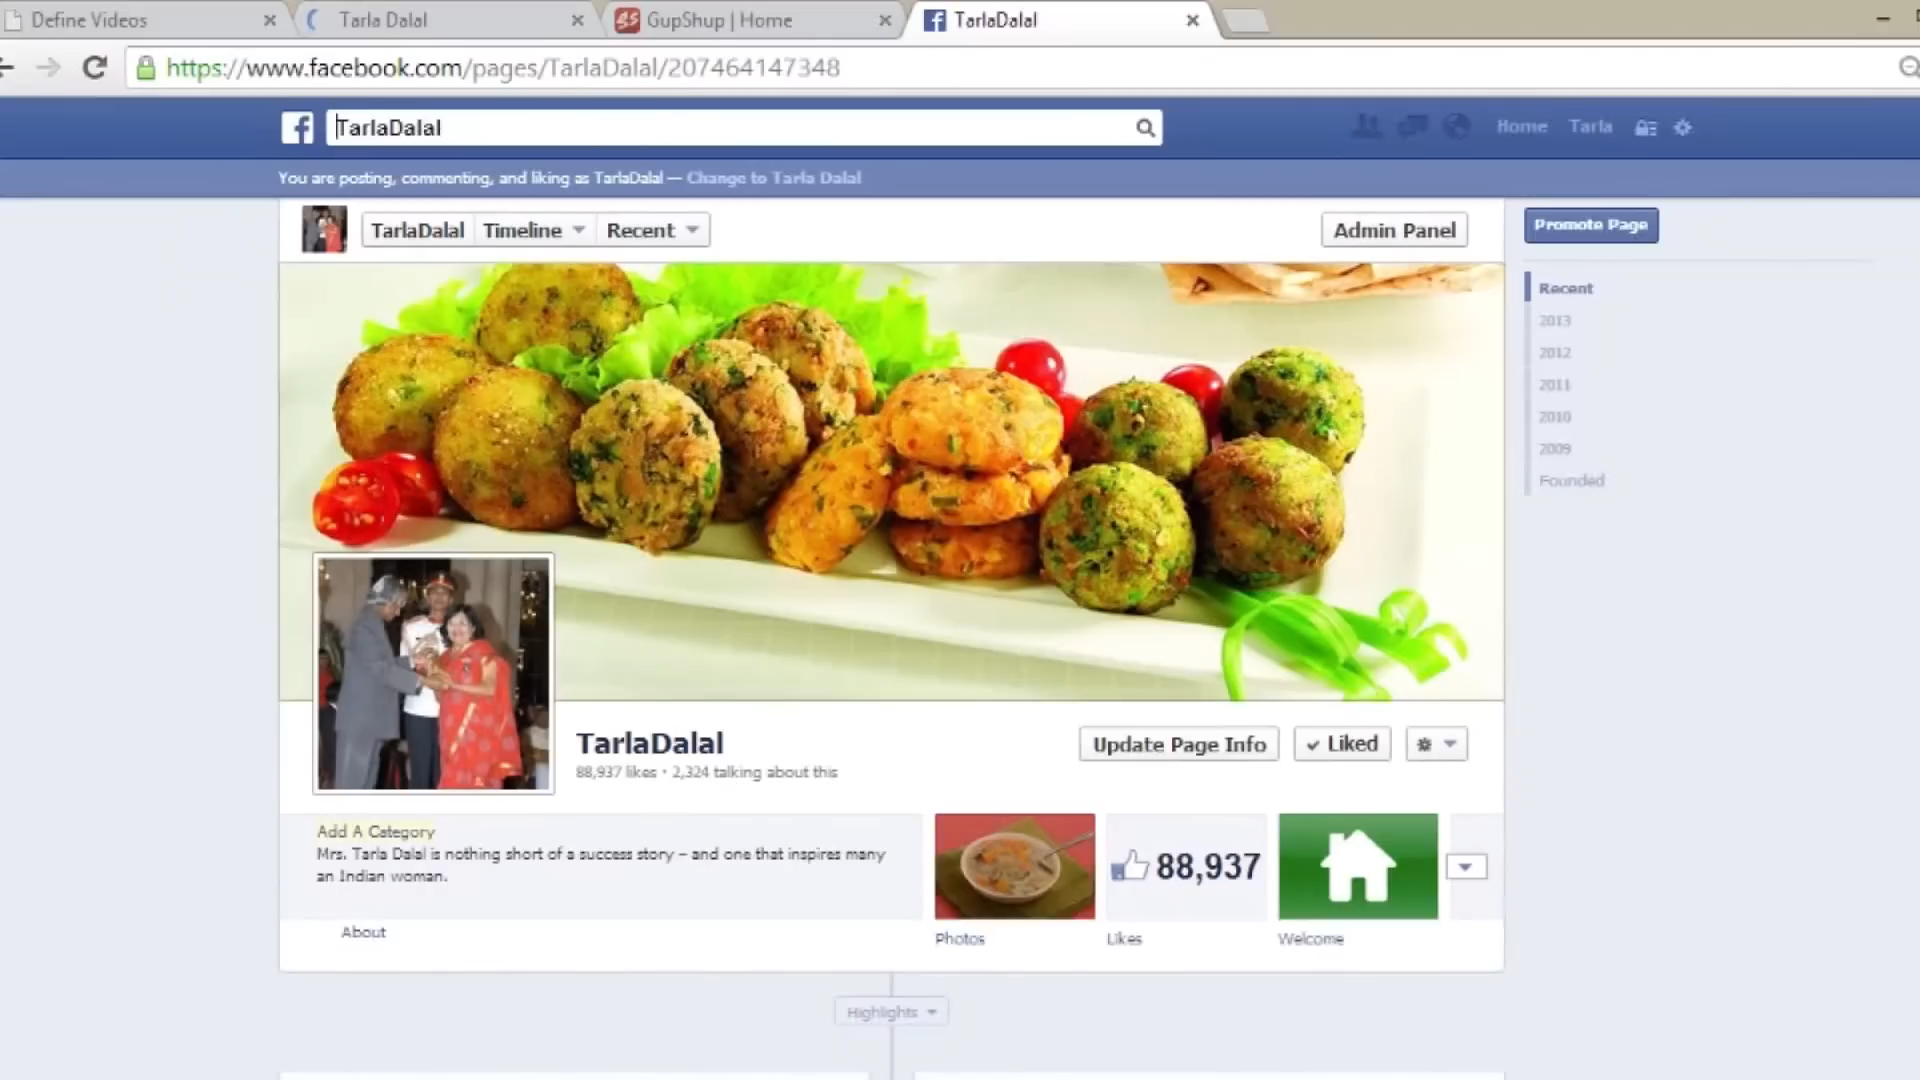 Define Videos
Tarla Dalal
GupShup | Home
TarlaDalal
https://www.facebook.com/pages/TarlaDalal/207464147348
TarlaDalal
Home
Tarla
You are posting, commenting, and liking as TarlaDalal — Change to Tarla Dalal
TarlaDalal
Timeline
Recent
Admin Panel
Promote Page
Recent
2013
2012
2011
2010
2009
Founded
TarlaDalal
88,937 likes · 2,324 talking about this
Update Page Info
Liked
Add A Category
Mrs. Tarla Dalal is nothing short of a success story – and one that inspires many
an Indian woman.
About
88,937
Photos
Likes
Welcome
Highlights